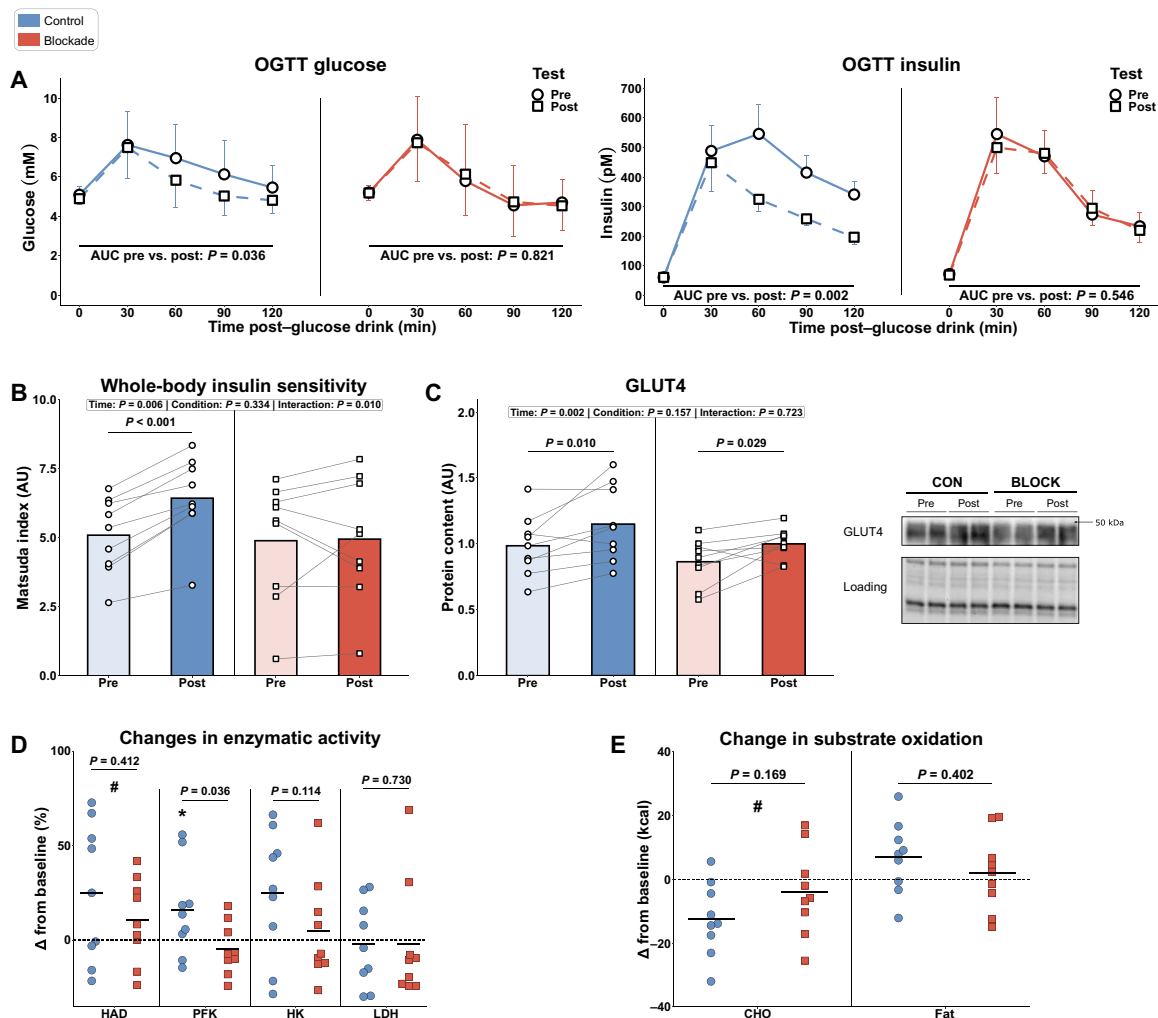 Control
Blockade
A
OGTT glucose
Test
Pre
Post
Glucose (mM)
10
8
6
4
2
0
AUC pre vs. post: P = 0.036
AUC pre vs. post: P = 0.821
0 30 60 90 120 0 30 60 90 120
Time post–glucose drink (min)
OGTT insulin
Test
Pre
Post
Insulin (pM)
700
600
500
400
300
200
100
0
AUC pre vs. post: P = 0.002
AUC pre vs. post: P = 0.546
0 30 60 90 120 0 30 60 90 120
Time post–glucose drink (min)
B
Whole-body insulin sensitivity
Time: P = 0.006 | Condition: P = 0.334 | Interaction: P = 0.010
P < 0.001
Matsuda index (AU)
10.0
7.5
5.0
2.5
0.0
Pre Post Pre Post
C
GLUT4
Time: P = 0.002 | Condition: P = 0.157 | Interaction: P = 0.723
P = 0.010
P = 0.029
Protein content (AU)
2.0
1.5
1.0
0.5
0.0
Pre Post Pre Post
CON BLOCK
Pre Post Pre Post
GLUT4
50 kDa
Loading
D
Changes in enzymatic activity
Δ from baseline (%)
100
50
0
P = 0.412
#
P = 0.036
*
P = 0.114
P = 0.730
HAD PFK HK LDH
E
Change in substrate oxidation
Δ from baseline (kcal)
40
20
0
–20
–40
P = 0.169
#
P = 0.402
CHO Fat